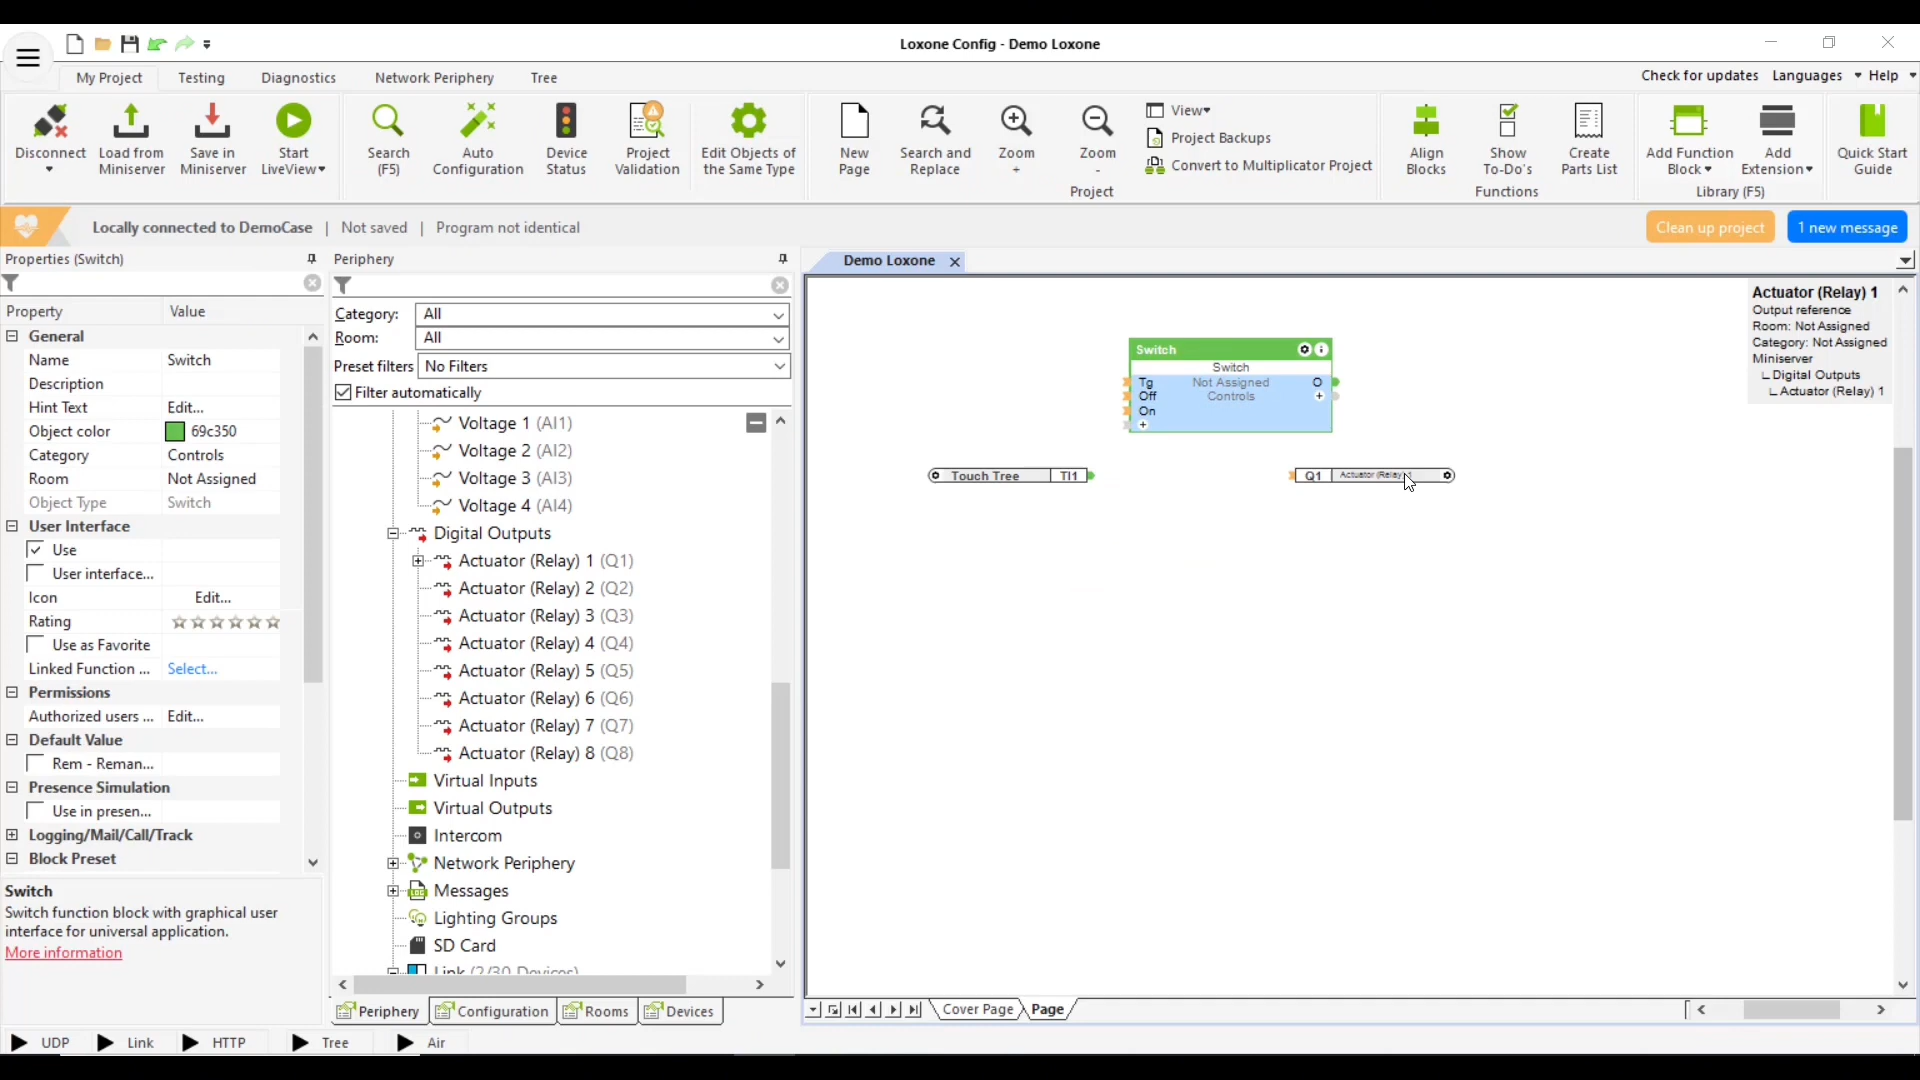 Loxone Config - Demo Loxone
My Project
Testing
Diagnostics
Network Periphery
Tree
Check for updates
Languages
Help
Disconnect
Load from
Miniserver
Save in
Miniserver
Start
LiveView
Search
(F5)
Auto
Configuration
Device
Status
Project
Validation
Edit Objects of
the Same Type
New
Page
Search and
Replace
Zoom
+
Zoom
-
View
Project Backups
Convert to Multiplicator Project
Project
Align
Blocks
Show
To-Do's
Create
Parts List
Functions
Add Function
Block
Add
Extension
Library (F5)
Quick Start
Guide
Locally connected to DemoCase | Not saved | Program not identical
Clean up project
1 new message
Properties (Switch)
Property Value
General
Name Switch
Description
Hint Text Edit...
Object color 69c350
Category Controls
Room Not Assigned
Object Type Switch
User Interface
Use
User interface...
Icon Edit...
Rating
Use as Favorite
Linked Function ... Select...
Permissions
Authorized users ... Edit...
Default Value
Rem - Reman...
Presence Simulation
Use in presen...
Logging/Mail/Call/Track
Block Preset
Switch
Switch function block with graphical user
interface for universal application.
More information
Periphery
Category: All
Room: All
Preset filters No Filters
Filter automatically
Voltage 1 (AI1)
Voltage 2 (AI2)
Voltage 3 (AI3)
Voltage 4 (AI4)
Digital Outputs
Actuator (Relay) 1 (Q1)
Actuator (Relay) 2 (Q2)
Actuator (Relay) 3 (Q3)
Actuator (Relay) 4 (Q4)
Actuator (Relay) 5 (Q5)
Actuator (Relay) 6 (Q6)
Actuator (Relay) 7 (Q7)
Actuator (Relay) 8 (Q8)
Virtual Inputs
Virtual Outputs
Intercom
Network Periphery
Messages
Lighting Groups
SD Card
Link (2/30 Devices)
Periphery
Configuration
Rooms
Devices
Demo Loxone
Switch
Switch
Tg Not Assigned O
Off Controls +
On
+
Touch Tree TI1
Q1 Actuator (Relay) 1
Actuator (Relay) 1
Output reference
Room: Not Assigned
Category: Not Assigned
Miniserver
Digital Outputs
Actuator (Relay) 1
Cover Page
Page
UDP
Link
HTTP
Tree
Air